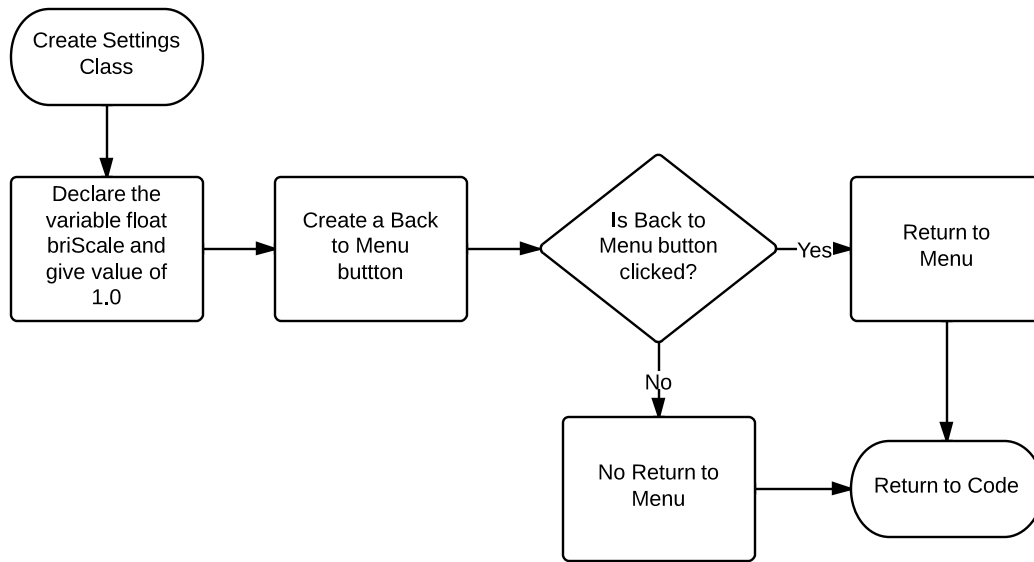 Create Settings
Class
Declare the
variable float
briScale and
give value of
1.0
Create a Back
to Menu
buttton
Is Back to
Menu button
clicked?
Yes
Return to
Menu
No
No Return to
Menu
Return to Code